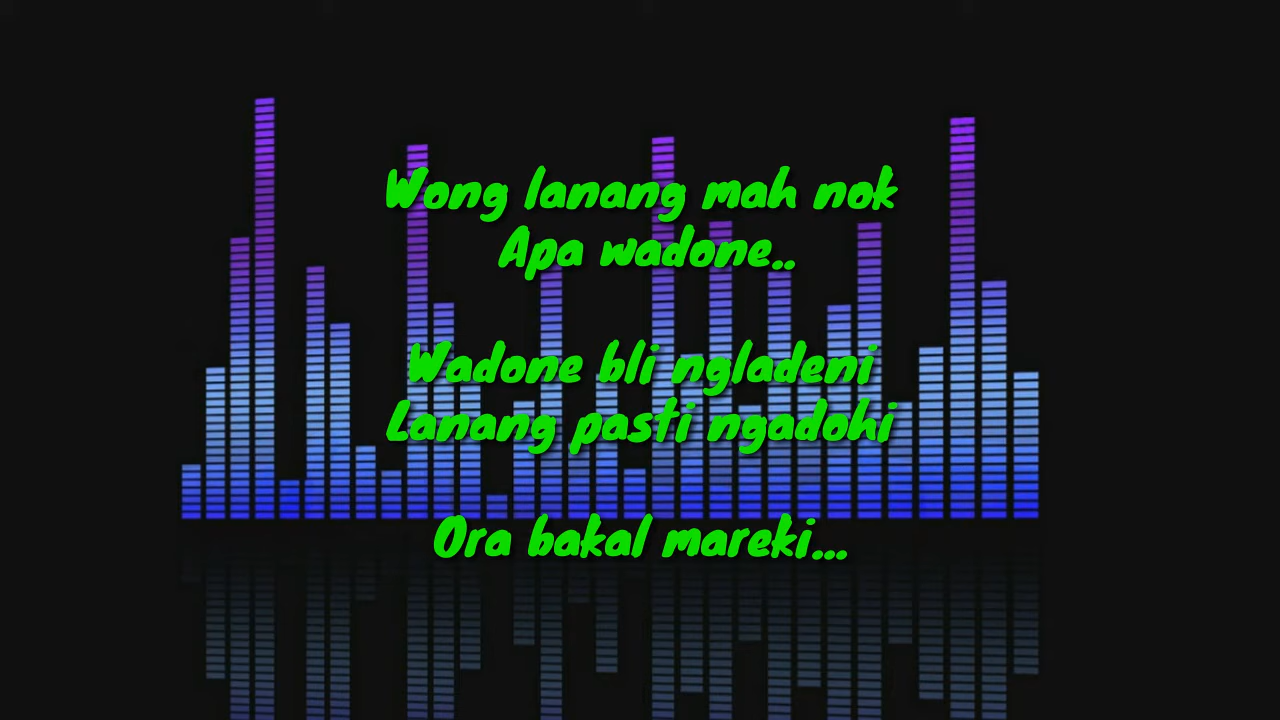 Wong lanang mah nok
Apa wadone..
Wadone bli ngladeni
Lanang pasti ngadohi
Ora bakal mareki...